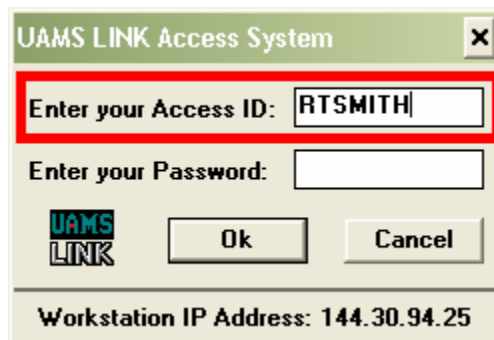 UAMS LINK Access System
Enter your Access ID: RTSMITH
Enter your Password:
UAMS
LINK
Ok Cancel
Workstation IP Address: 144.30.94.25